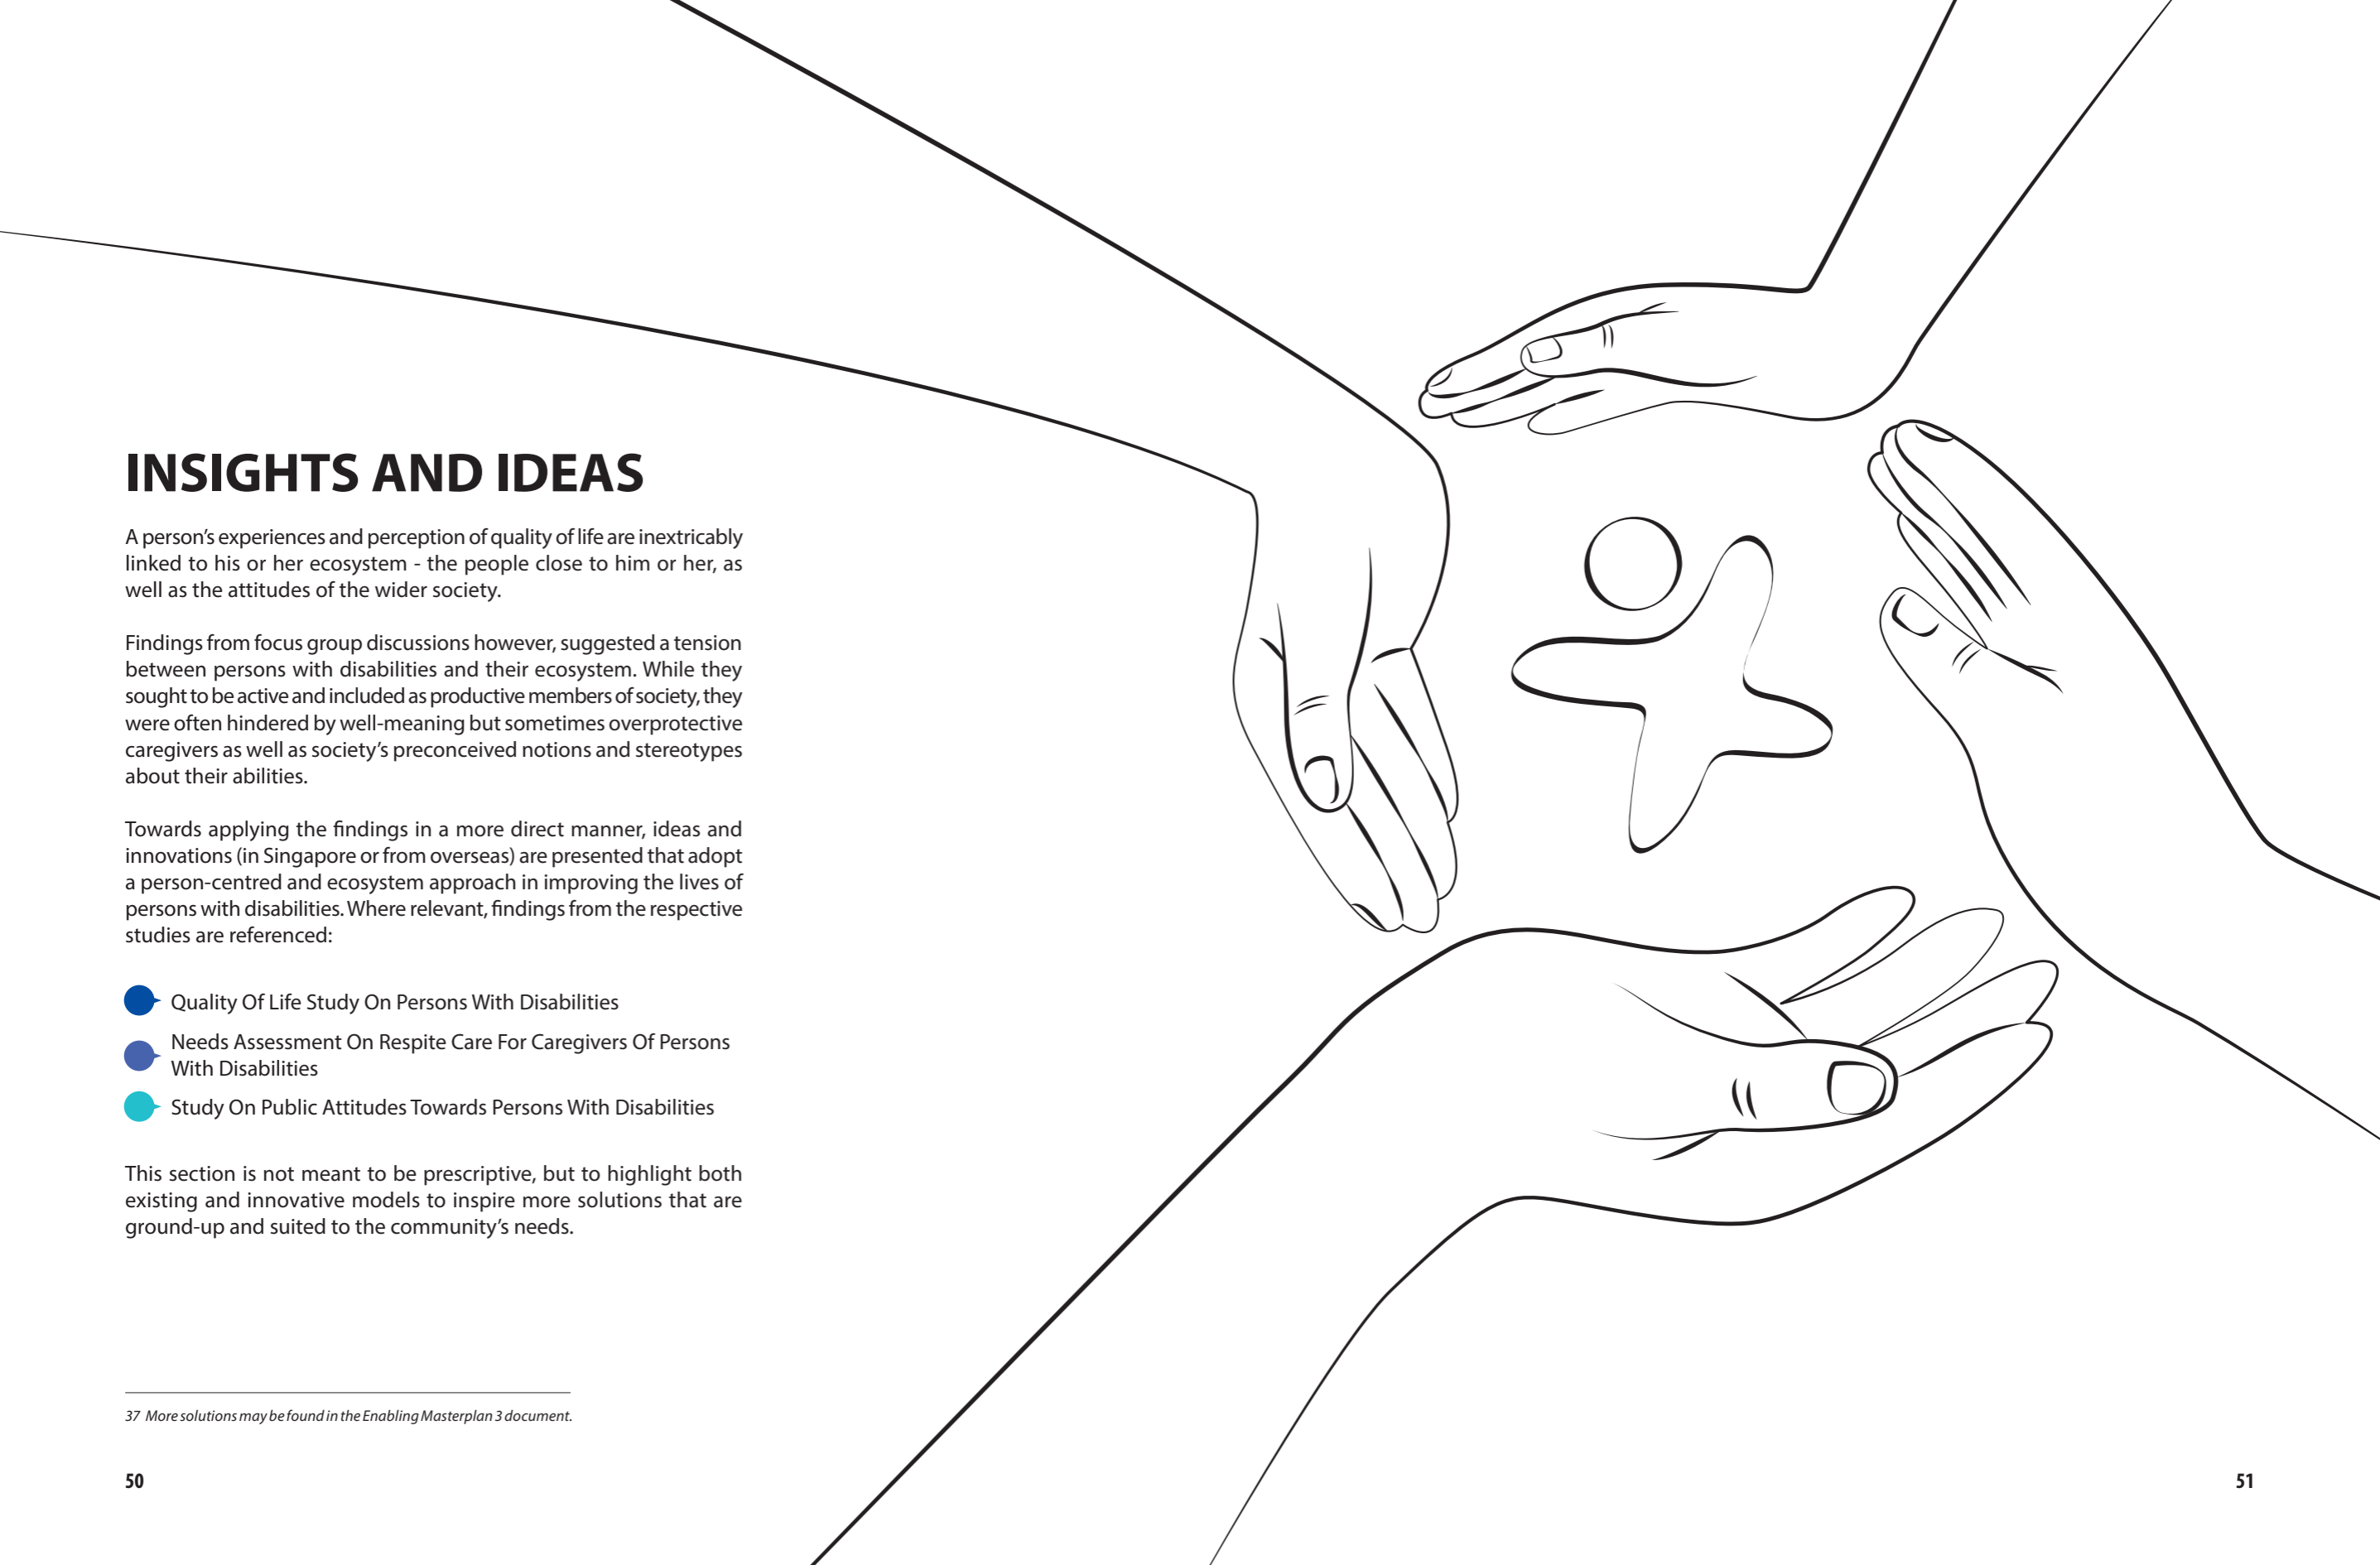 INSIGHTS AND IDEAS
A person's experiences and perception of quality of life are inextricably
linked to his or her ecosystem - the people close to him or her, as
well as the attitudes of the wider society.
Findings from focus group discussions however, suggested a tension
between persons with disabilities and their ecosystem. While they
sought to be active and included as productive members of society, they
were often hindered by well-meaning but sometimes overprotective
caregivers as well as society's preconceived notions and stereotypes
about their abilities.
Towards applying the findings in a more direct manner, ideas and
innovations (in Singapore or from overseas) are presented that adopt
a person-centred and ecosystem approach in improving the lives of
persons with disabilities. Where relevant, findings from the respective
studies are referenced:
Quality Of Life Study On Persons With Disabilities
Needs Assessment On Respite Care For Caregivers Of Persons
With Disabilities
Study On Public Attitudes Towards Persons With Disabilities
This section is not meant to be prescriptive, but to highlight both
existing and innovative models to inspire more solutions that are
ground-up and suited to the community's needs.
37 More solutions may be found in the Enabling Masterplan 3 document.
50
51